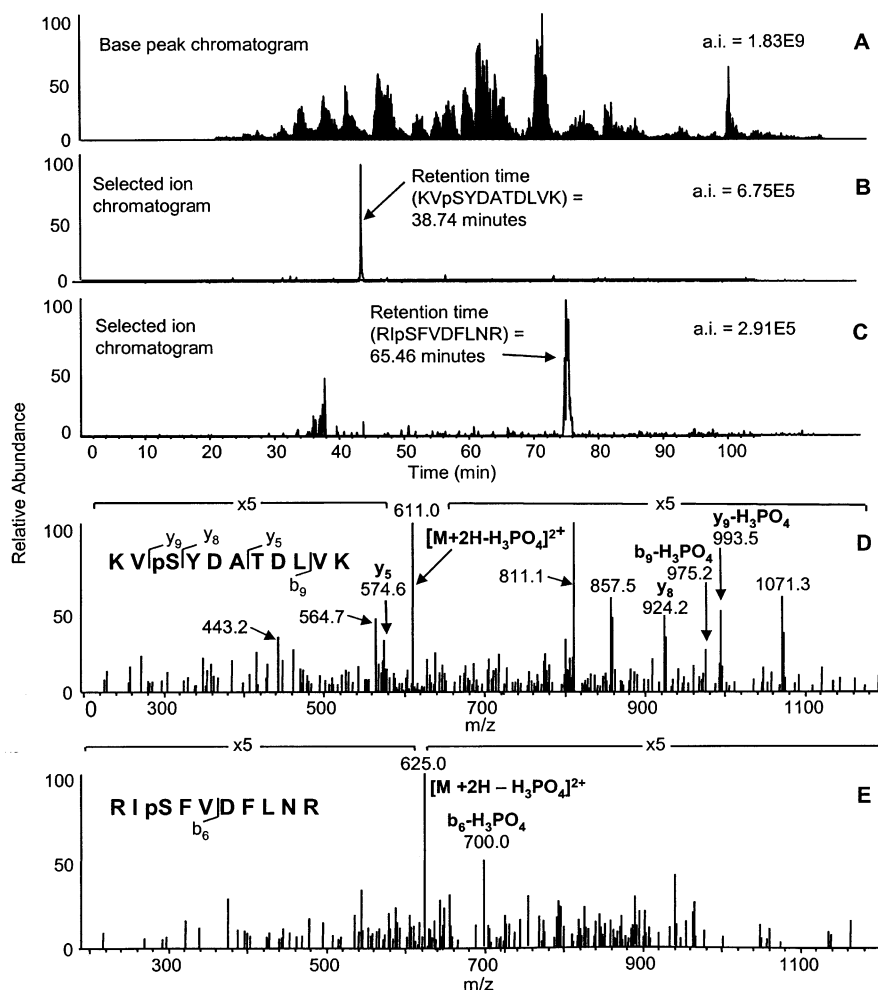 100
Base peak chromatogram
a.i. = 1.83E9
A
50
0
100
Selected ion
chromatogram
Retention time
(KVpSYDATDLVK) =
38.74 minutes
a.i. = 6.75E5
B
50
0
100
Selected ion
chromatogram
Retention time
(RIpSFVDFLNR) =
65.46 minutes
a.i. = 2.91E5
C
50
0
0 10 20 30 40 50 60 70 80 90 100
Time (min)
Relative Abundance
x5
611.0
x5
100
K V pS Y D A T D L V K
y9
y8
y5
b9
[M+2H-H3PO4]2+
y9-H3PO4
993.5
D
b9-H3PO4
975.2
y5
574.6
811.1
857.5
y8
924.2
1071.3
564.7
443.2
50
0
0 300 500 700 900 1100
m/z
x5
625.0
x5
100
R I pS F V D F L N R
b6
[M +2H – H3PO4]2+
E
b6-H3PO4
700.0
50
0
300 500 700 900 1100
m/z